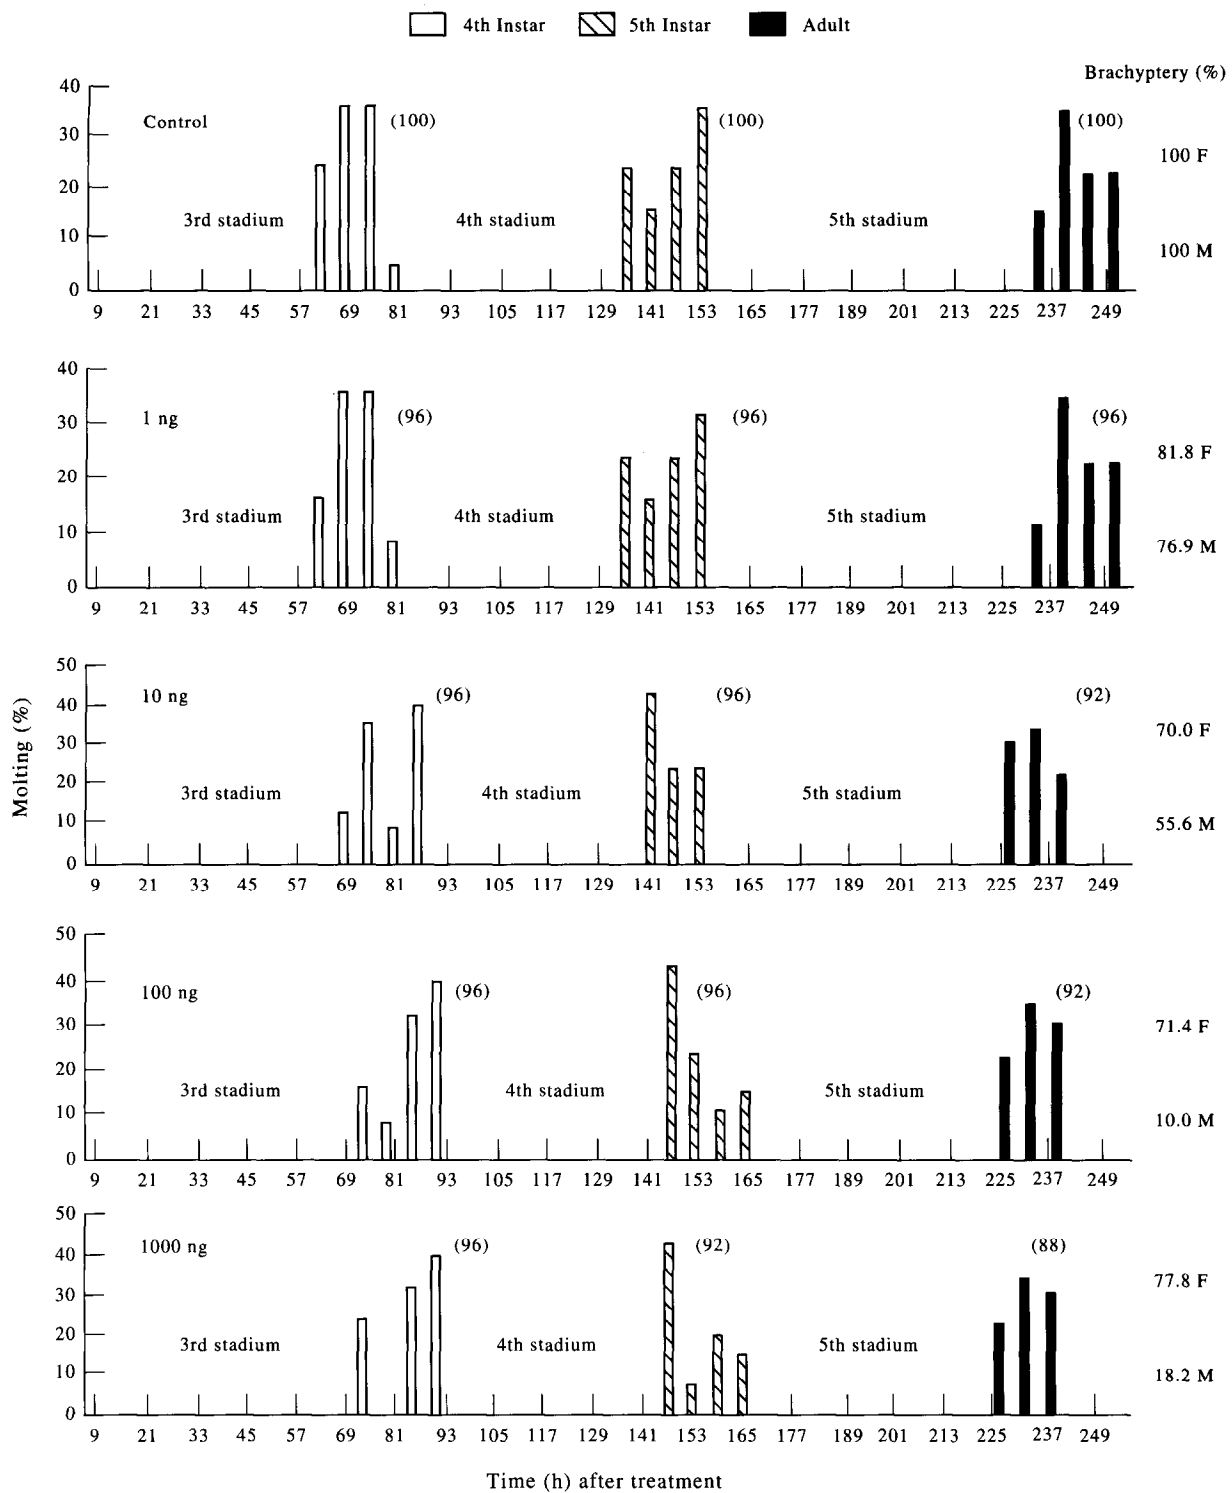 4th Instar 5th Instar Adult
Brachyptery (%)
40
Control (100) (100) (100)
30
100 F
20
3rd stadium 4th stadium 5th stadium
10
100 M
0
9 21 33 45 57 69 81 93 105 117 129 141 153 165 177 189 201 213 225 237 249
40
1 ng (96) (96) (96)
30
81.8 F
20
3rd stadium 4th stadium 5th stadium
10
76.9 M
0
9 21 33 45 57 69 81 93 105 117 129 141 153 165 177 189 201 213 225 237 249
Molting (%)
50
10 ng (96) (96) (92)
40
70.0 F
30
20
3rd stadium 4th stadium 5th stadium
10
55.6 M
0
9 21 33 45 57 69 81 93 105 117 129 141 153 165 177 189 201 213 225 237 249
50
100 ng (96) (96) (92)
40
30
71.4 F
20
3rd stadium 4th stadium 5th stadium
10
10.0 M
0
9 21 33 45 57 69 81 93 105 117 129 141 153 165 177 189 201 213 225 237 249
50
1000 ng (96) (92) (88)
40
77.8 F
30
20
3rd stadium 4th stadium 5th stadium
10
18.2 M
0
9 21 33 45 57 69 81 93 105 117 129 141 153 165 177 189 201 213 225 237 249
Time (h) after treatment